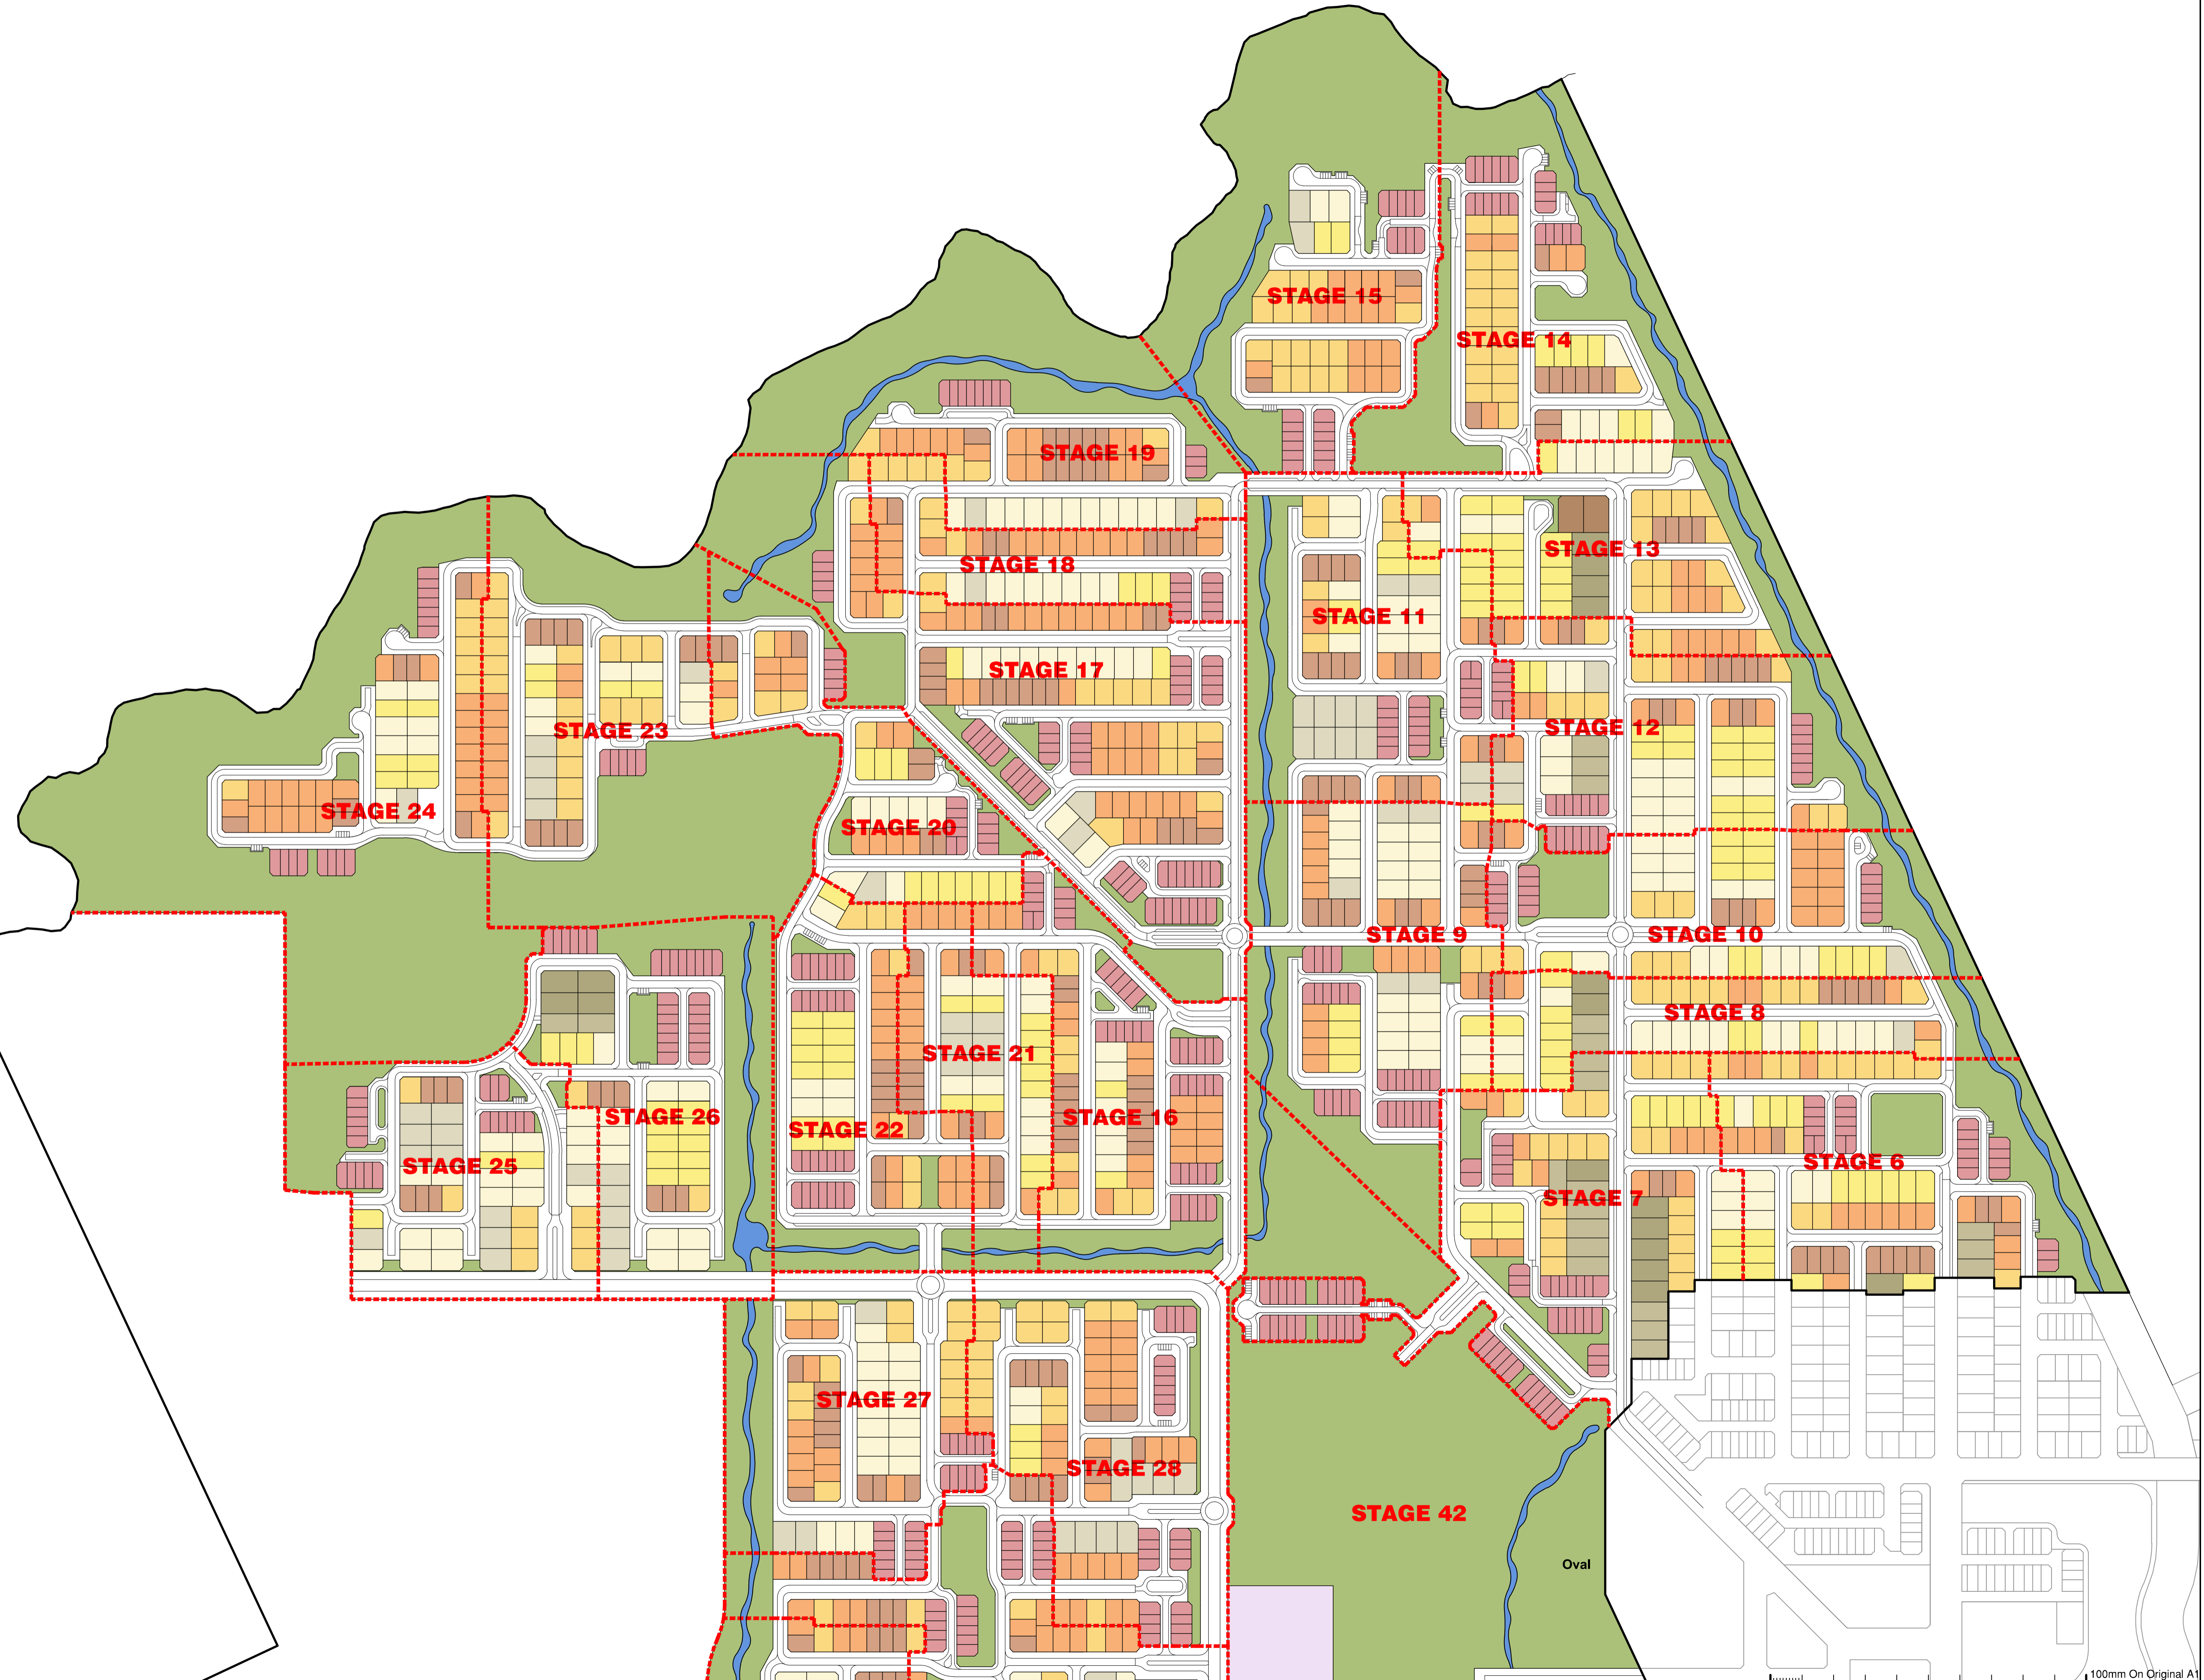 STAGE 15
STAGE 14
STAGE 19
STAGE 13
STAGE 18
STAGE 11
STAGE 17
STAGE 23
STAGE 12
STAGE 24
STAGE 20
STAGE 9
STAGE 10
STAGE 8
STAGE 21
STAGE 26
STAGE 22
STAGE 16
STAGE 25
STAGE 6
STAGE 7
STAGE 27
STAGE 28
STAGE 42
Oval
100mm On Original A1